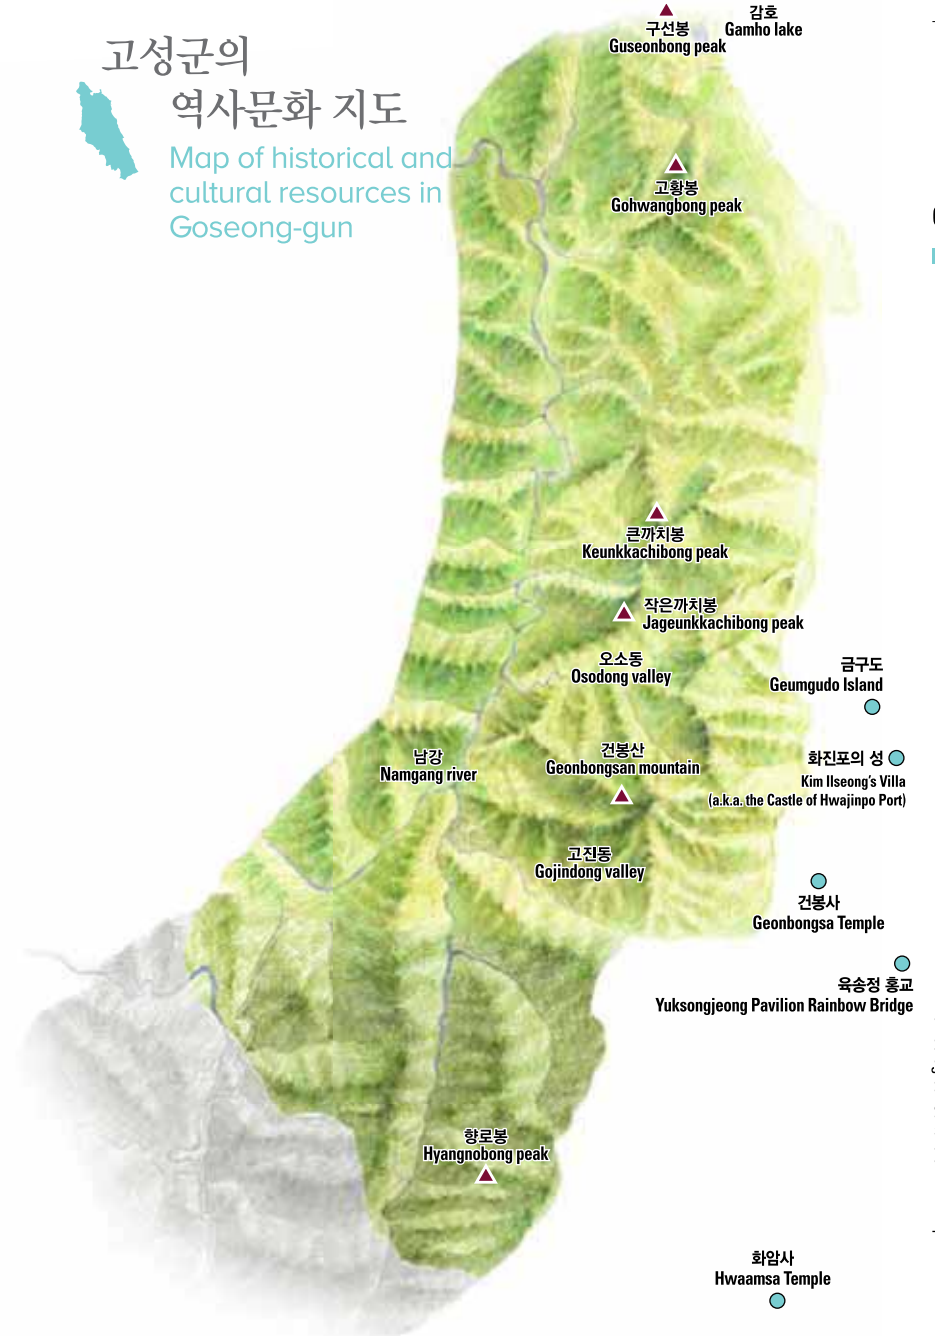 고성군의
역사문화 지도
Map of historical and
cultural resources in
Goseong-gun
구선봉
Guseonbong peak
감호
Gamho lake
고황봉
Gohwangbong peak
큰까치봉
Keunkkachibong peak
작은까치봉
Jageunkkachibong peak
오소동
Osodong valley
금구도
Geumgudo Island
건봉산
Geonbongsan mountain
남강
Namgang river
화진포의 성
Kim Ilseong's Villa
(a.k.a. the Castle of Hwajinpo Port)
고진동
Gojindong valley
건봉사
Geonbongsa Temple
육송정 홍교
Yuksongjeong Pavilion Rainbow Bridge
향로봉
Hyangnobong peak
화암사
Hwaamsa Temple